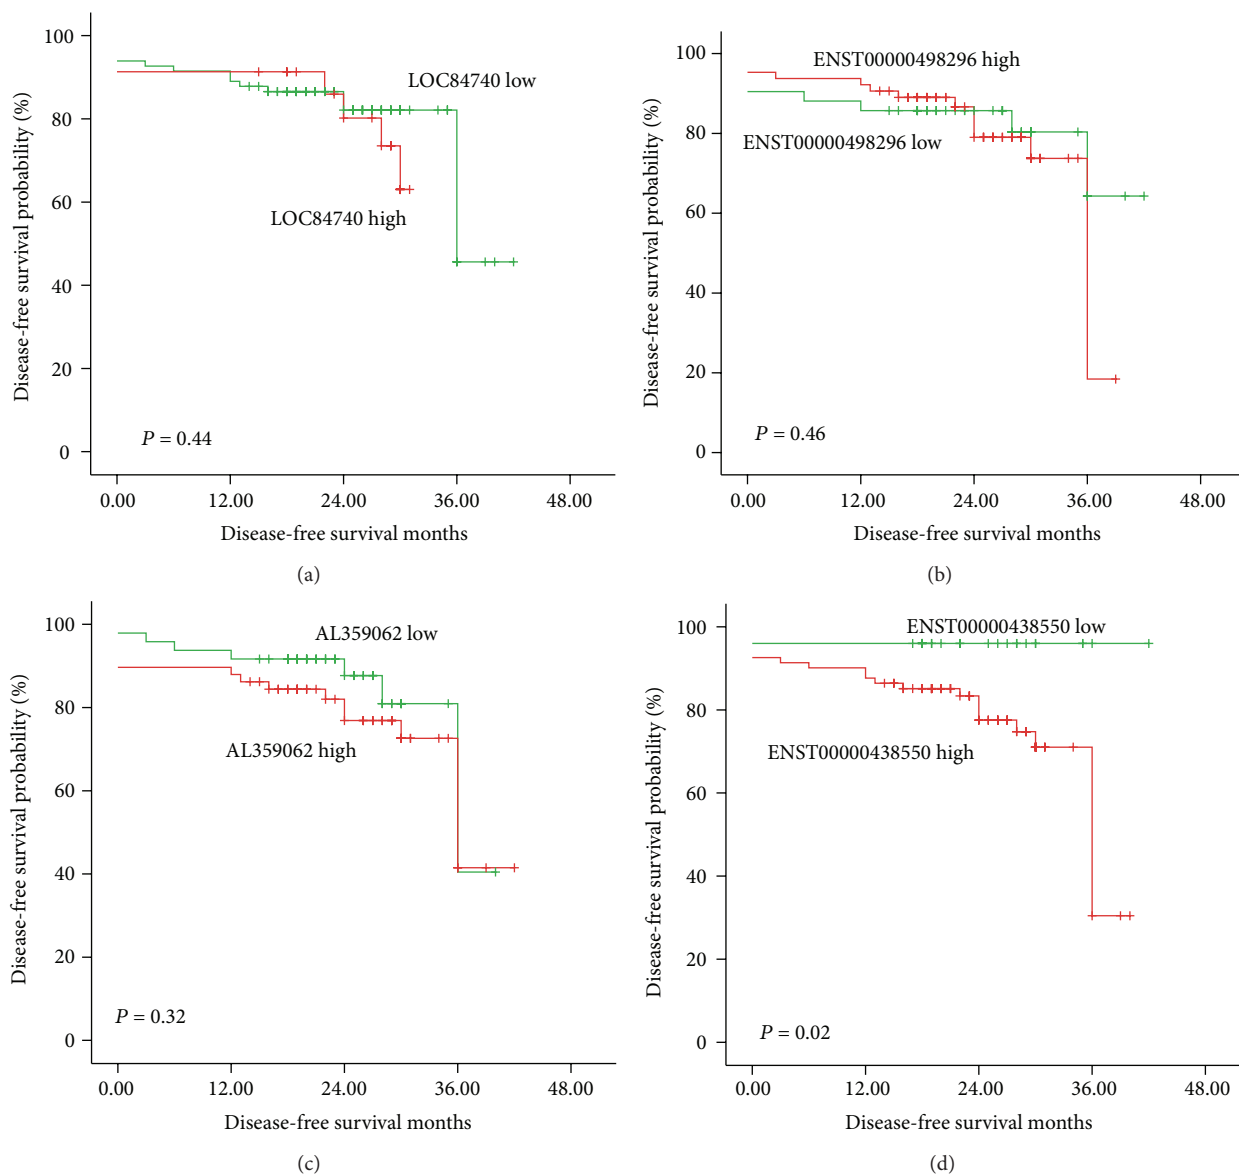 Disease-free survival probability (%)
100
80
60
40
20
0
LOC84740 low
LOC84740 high
P = 0.44
0.00 12.00 24.00 36.00 48.00
Disease-free survival months
(a)
Disease-free survival probability (%)
100
80
60
40
20
0
ENST00000498296 high
ENST00000498296 low
P = 0.46
0.00 12.00 24.00 36.00 48.00
Disease-free survival months
(b)
Disease-free survival probability (%)
100
80
60
40
20
0
AL359062 low
AL359062 high
P = 0.32
0.00 12.00 24.00 36.00 48.00
Disease-free survival months
(c)
Disease-free survival probability (%)
100
80
60
40
20
0
ENST00000438550 low
ENST00000438550 high
P = 0.02
0.00 12.00 24.00 36.00 48.00
Disease-free survival months
(d)